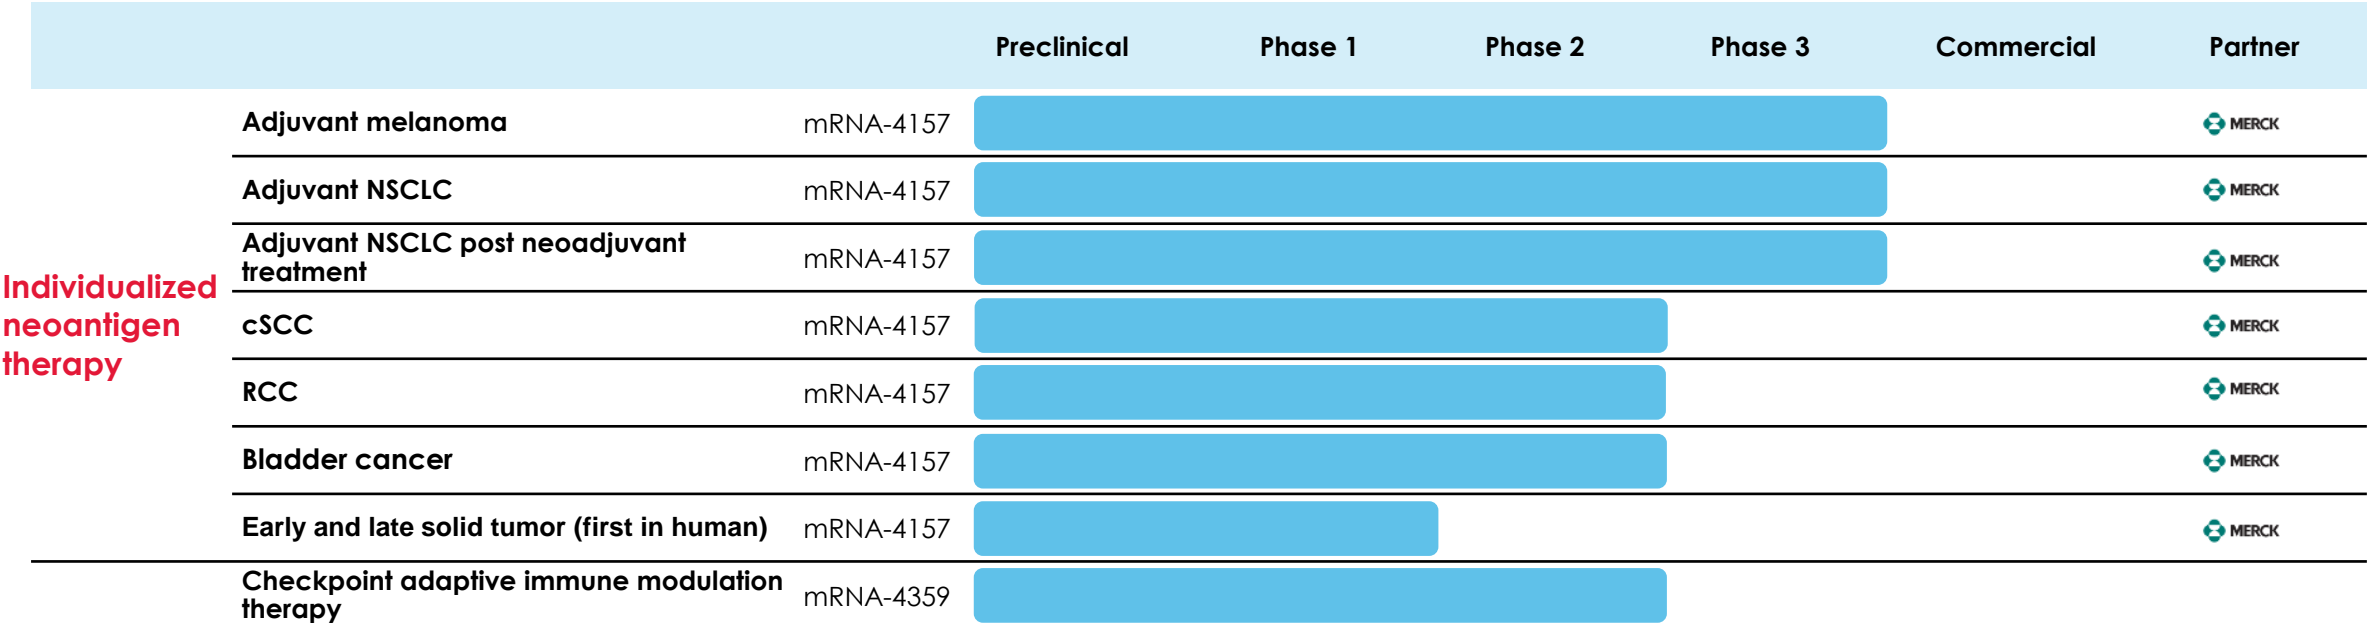 Preclinical Phase 1 Phase 2 Phase 3 Commercial Partner
Individualized
neoantigen
therapy
Adjuvant melanoma mRNA-4157 MERCK
Adjuvant NSCLC mRNA-4157 MERCK
Adjuvant NSCLC post neoadjuvant
treatment mRNA-4157 MERCK
cSCC mRNA-4157 MERCK
RCC mRNA-4157 MERCK
Bladder cancer mRNA-4157 MERCK
Early and late solid tumor (first in human) mRNA-4157 MERCK
Checkpoint adaptive immune modulation
therapy mRNA-4359